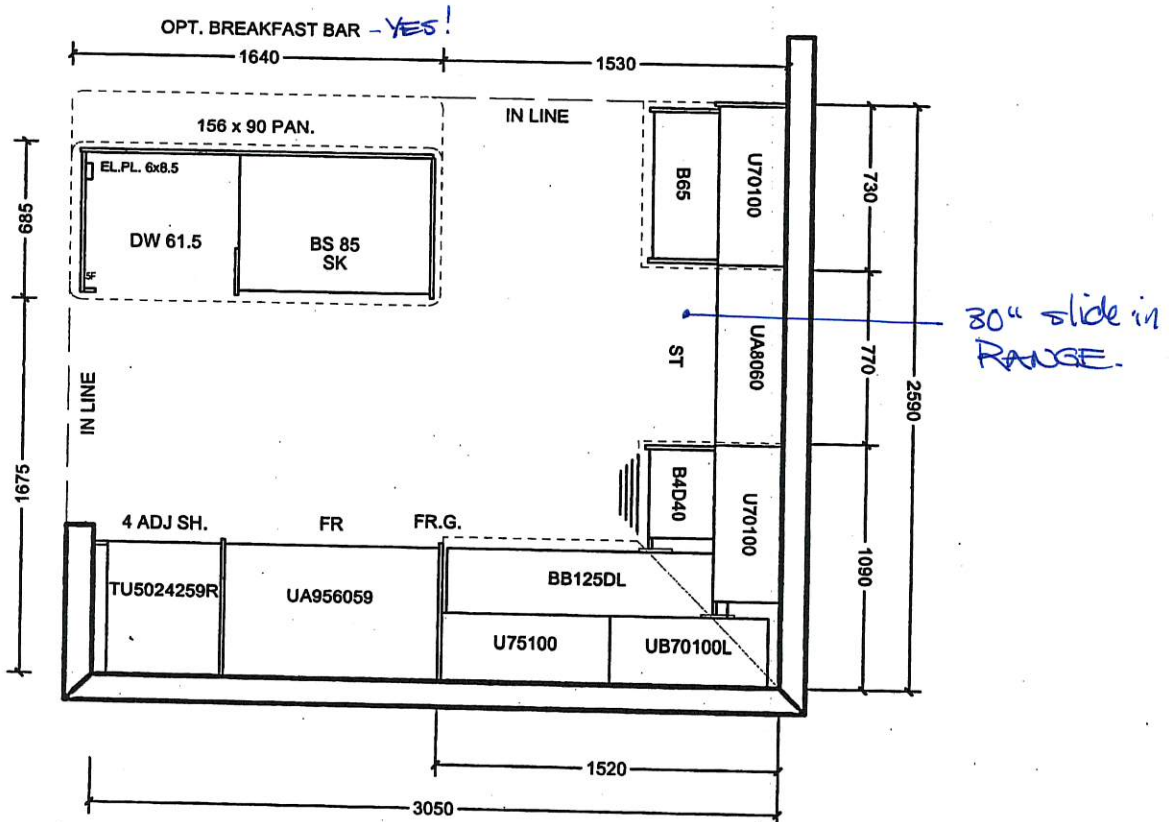 OPT. BREAKFAST BAR - YES!
1640
1530
IN LINE
156 x 90 PAN.
EL.PL. 6x8.5
DW 61.5
SF
BS 85
SK
685
1675
IN LINE
B65
U70100
730
ST
UA8060
770
2590
30" slide in
RANGE.
B4D40
U70100
1090
4 ADJ SH.
FR
FR.G.
TU5024259R
UA956059
BB125DL
U75100
UB70100L
1520
3050